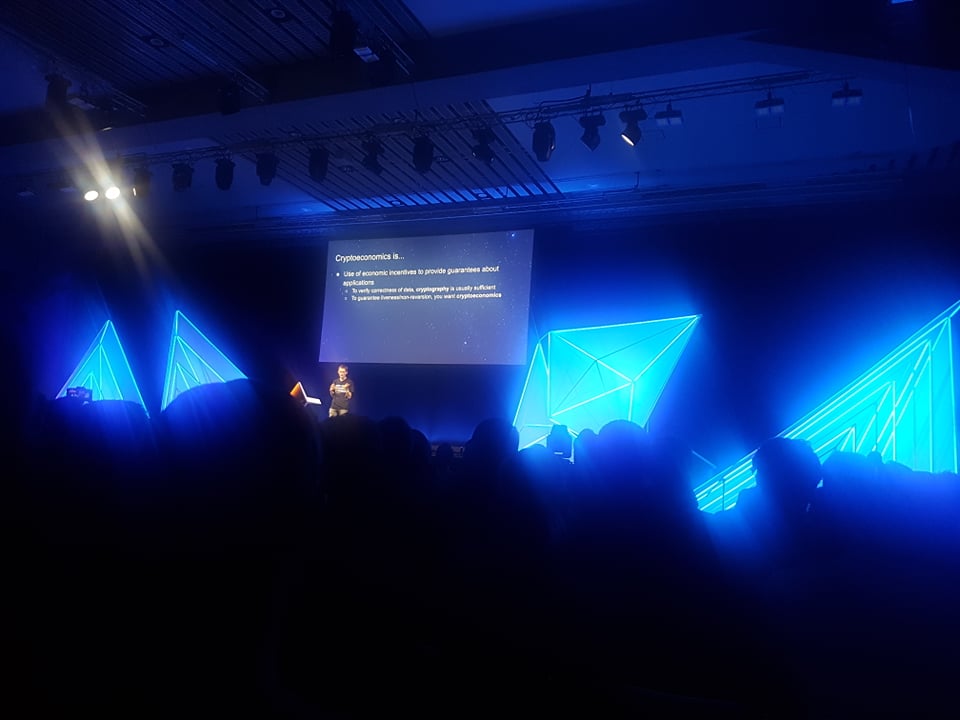 Cryptoeconomics is...
● Use of economic incentives to provide guarantees about
applications
○ To verify correctness of data, cryptography is usually sufficient
○ To guarantee liveness/non-reversion, you want cryptoeconomics